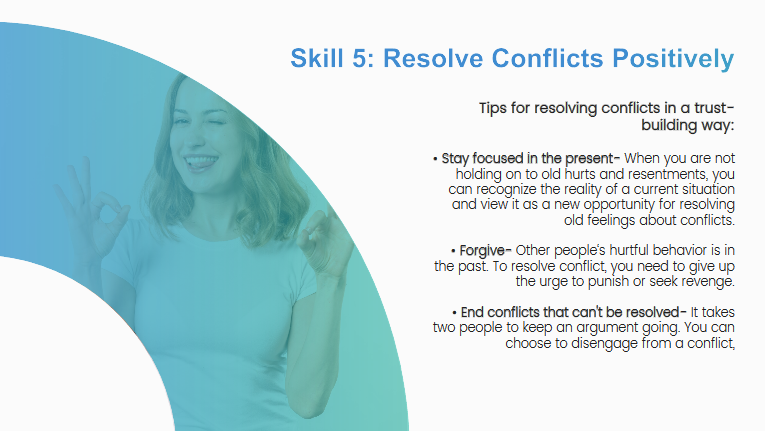 Skill 5: Resolve Conflicts Positively
Tips for resolving conflicts in a trust-
building way:
• Stay focused in the present- When you are not
holding on to old hurts and resentments, you
can recognize the reality of a current situation
and view it as a new opportunity for resolving
old feelings about conflicts.
• Forgive- Other people's hurtful behavior is in
the past. To resolve conflict, you need to give up
the urge to punish or seek revenge.
• End conflicts that can't be resolved- It takes
two people to keep an argument going. You can
choose to disengage from a conflict,